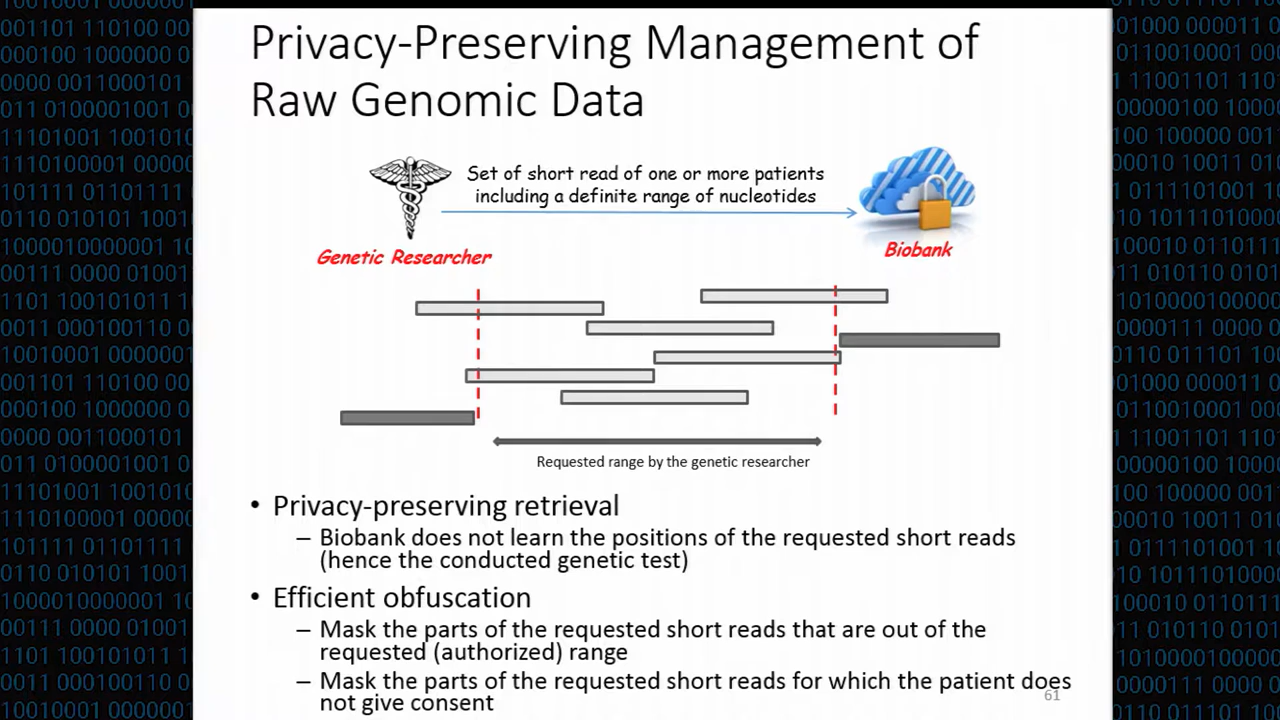 Privacy-Preserving Management of
Raw Genomic Data
Set of short read of one or more patients
including a definite range of nucleotides
Genetic Researcher
Biobank
Requested range by the genetic researcher
• Privacy-preserving retrieval
– Biobank does not learn the positions of the requested short reads
(hence the conducted genetic test)
• Efficient obfuscation
– Mask the parts of the requested short reads that are out of the
requested (authorized) range
– Mask the parts of the requested short reads for which the patient does
not give consent
61